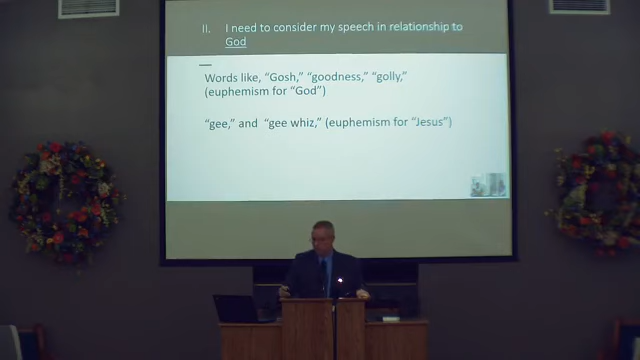 II. I need to consider my speech in relationship to
God
Words like, “Gosh,” “goodness,” “golly,”
(euphemism for “God”)
“gee,” and “gee whiz,” (euphemism for “Jesus”)